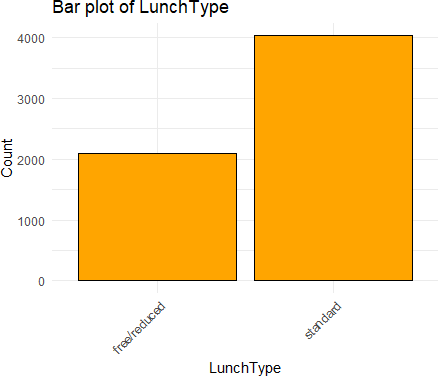 Bar plot of LunchType
Count
4000
3000
2000
1000
0
free/reduced
standard
LunchType